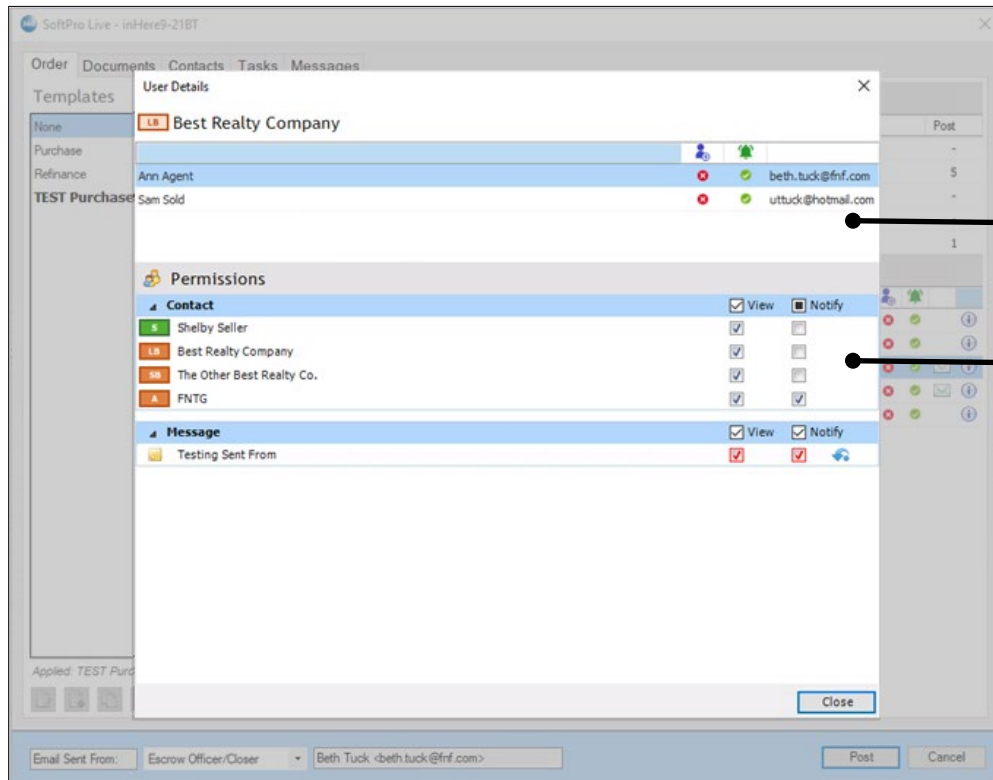 SoftPro Live - inHere9-21BT
Order Documents Contacts Tasks Messages
Templates
None
Purchase
Refinance
TEST Purchase
Post
-
5
-
1
User Details
LB Best Realty Company
Ann Agent beth.tuck@fnf.com
Sam Sold uttuck@hotmail.com
Permissions
Contact View Notify
S Shelby Seller
LB Best Realty Company
SB The Other Best Realty Co.
A FNTG
Message View Notify
Testing Sent From
Close
Applied: TEST Purc
Email Sent From: Escrow Officer/Closer Beth Tuck <beth.tuck@fnf.com> Post Cancel